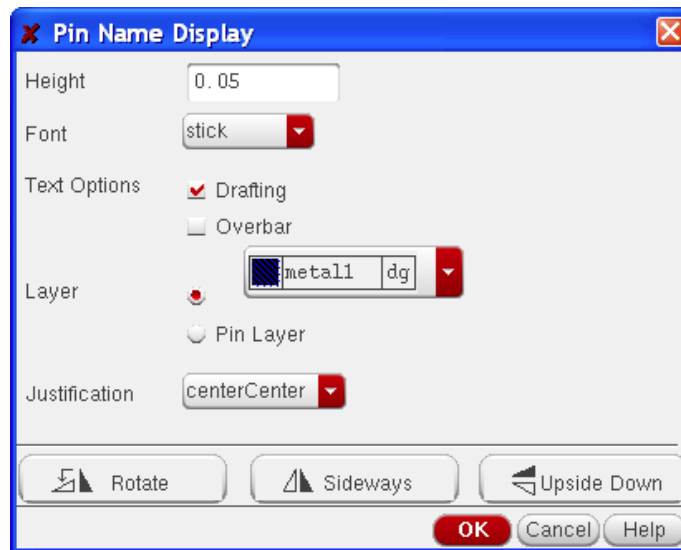 Pin Name Display
Height 0.05
Font stick
Text Options Drafting
Overbar
metal1 dg
Layer
Pin Layer
Justification centerCenter
Rotate Sideways Upside Down
OK Cancel Help